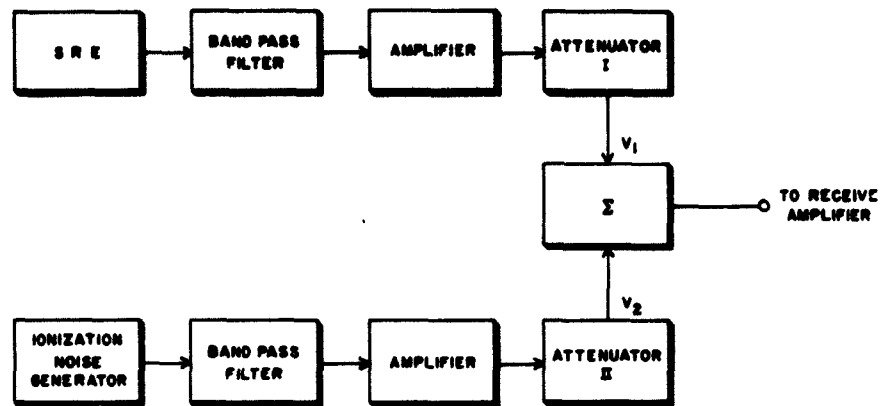 S R E
BAND PASS
FILTER
AMPLIFIER
ATTENUATOR
I
V1
Σ
TO RECEIVE
AMPLIFIER
V2
IONIZATION
NOISE
GENERATOR
BAND PASS
FILTER
AMPLIFIER
ATTENUATOR
II